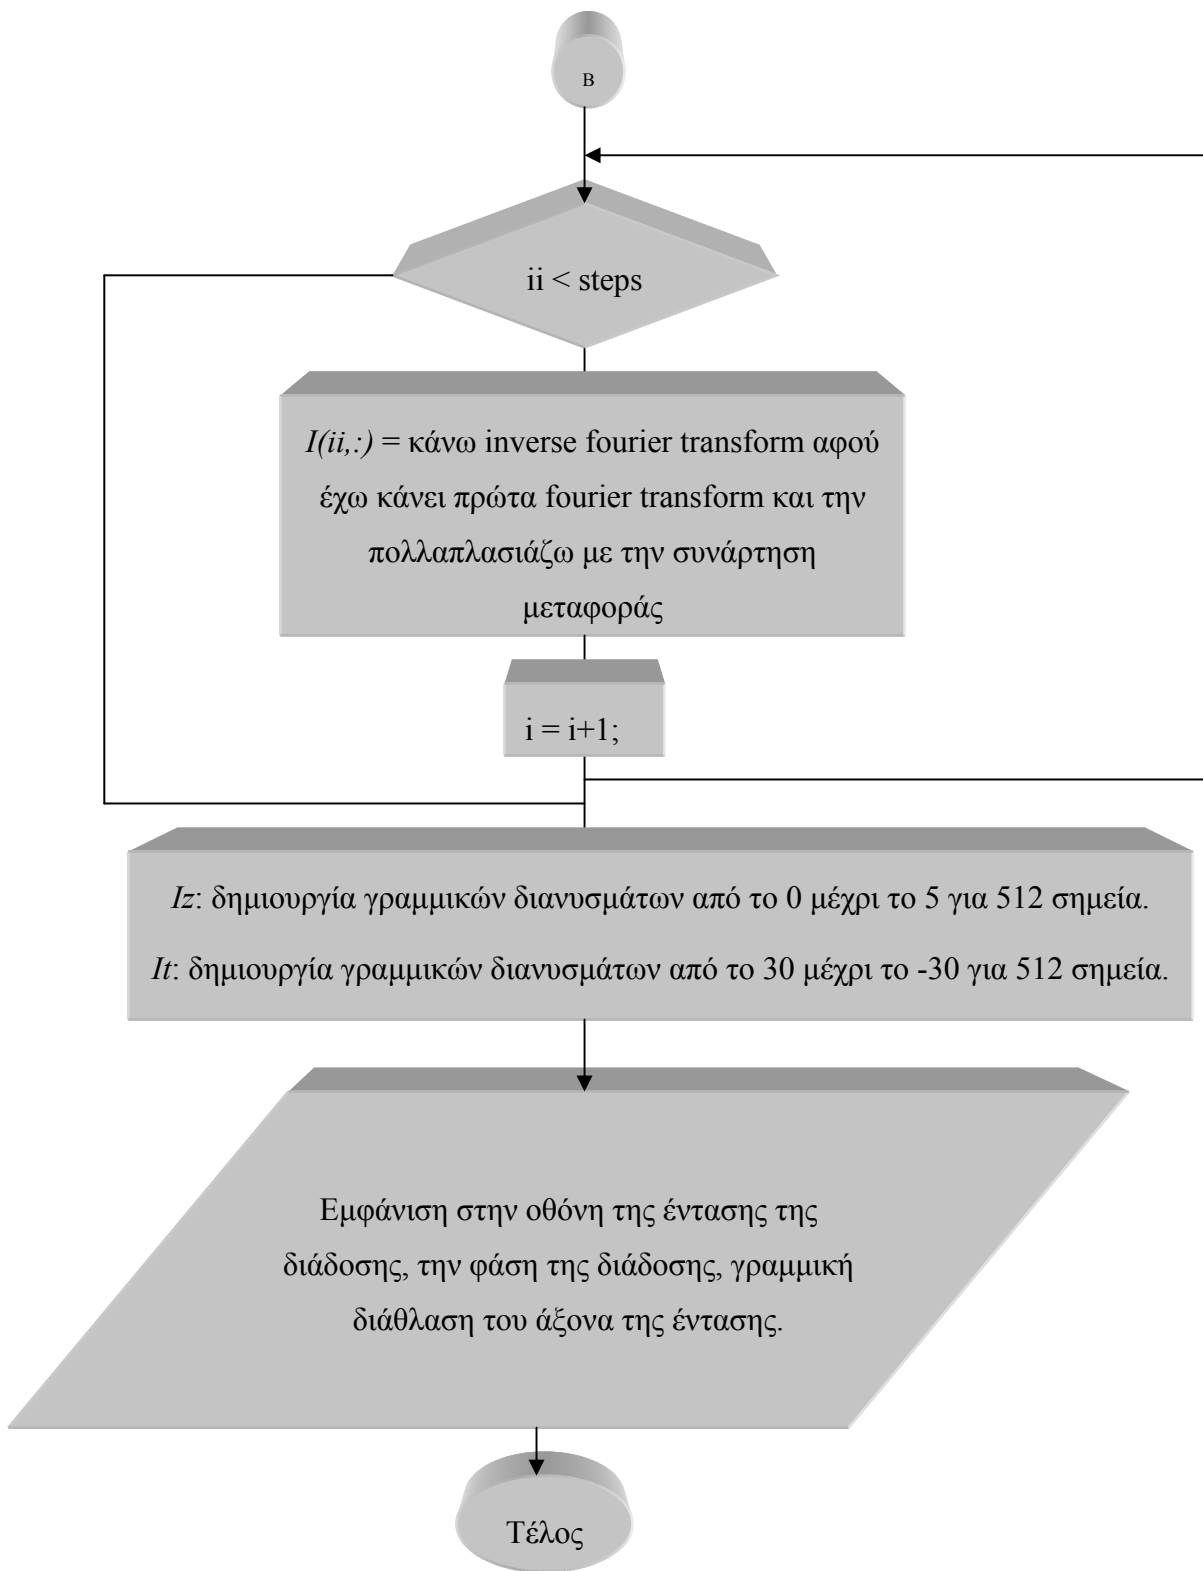 B
ii < steps
I(ii,:) = κάνω inverse fourier transform αφού
έχω κάνει πρώτα fourier transform και την
πολλαπλασιάζω με την συνάρτηση
μεταφοράς
i = i+1;
Iz: δημιουργία γραμμικών διανυσμάτων από το 0 μέχρι το 5 για 512 σημεία.
It: δημιουργία γραμμικών διανυσμάτων από το 30 μέχρι το -30 για 512 σημεία.
Εμφάνιση στην οθόνη της έντασης της
διάδοσης, την φάση της διάδοσης, γραμμική
διάθλαση του άξονα της έντασης.
Τέλος